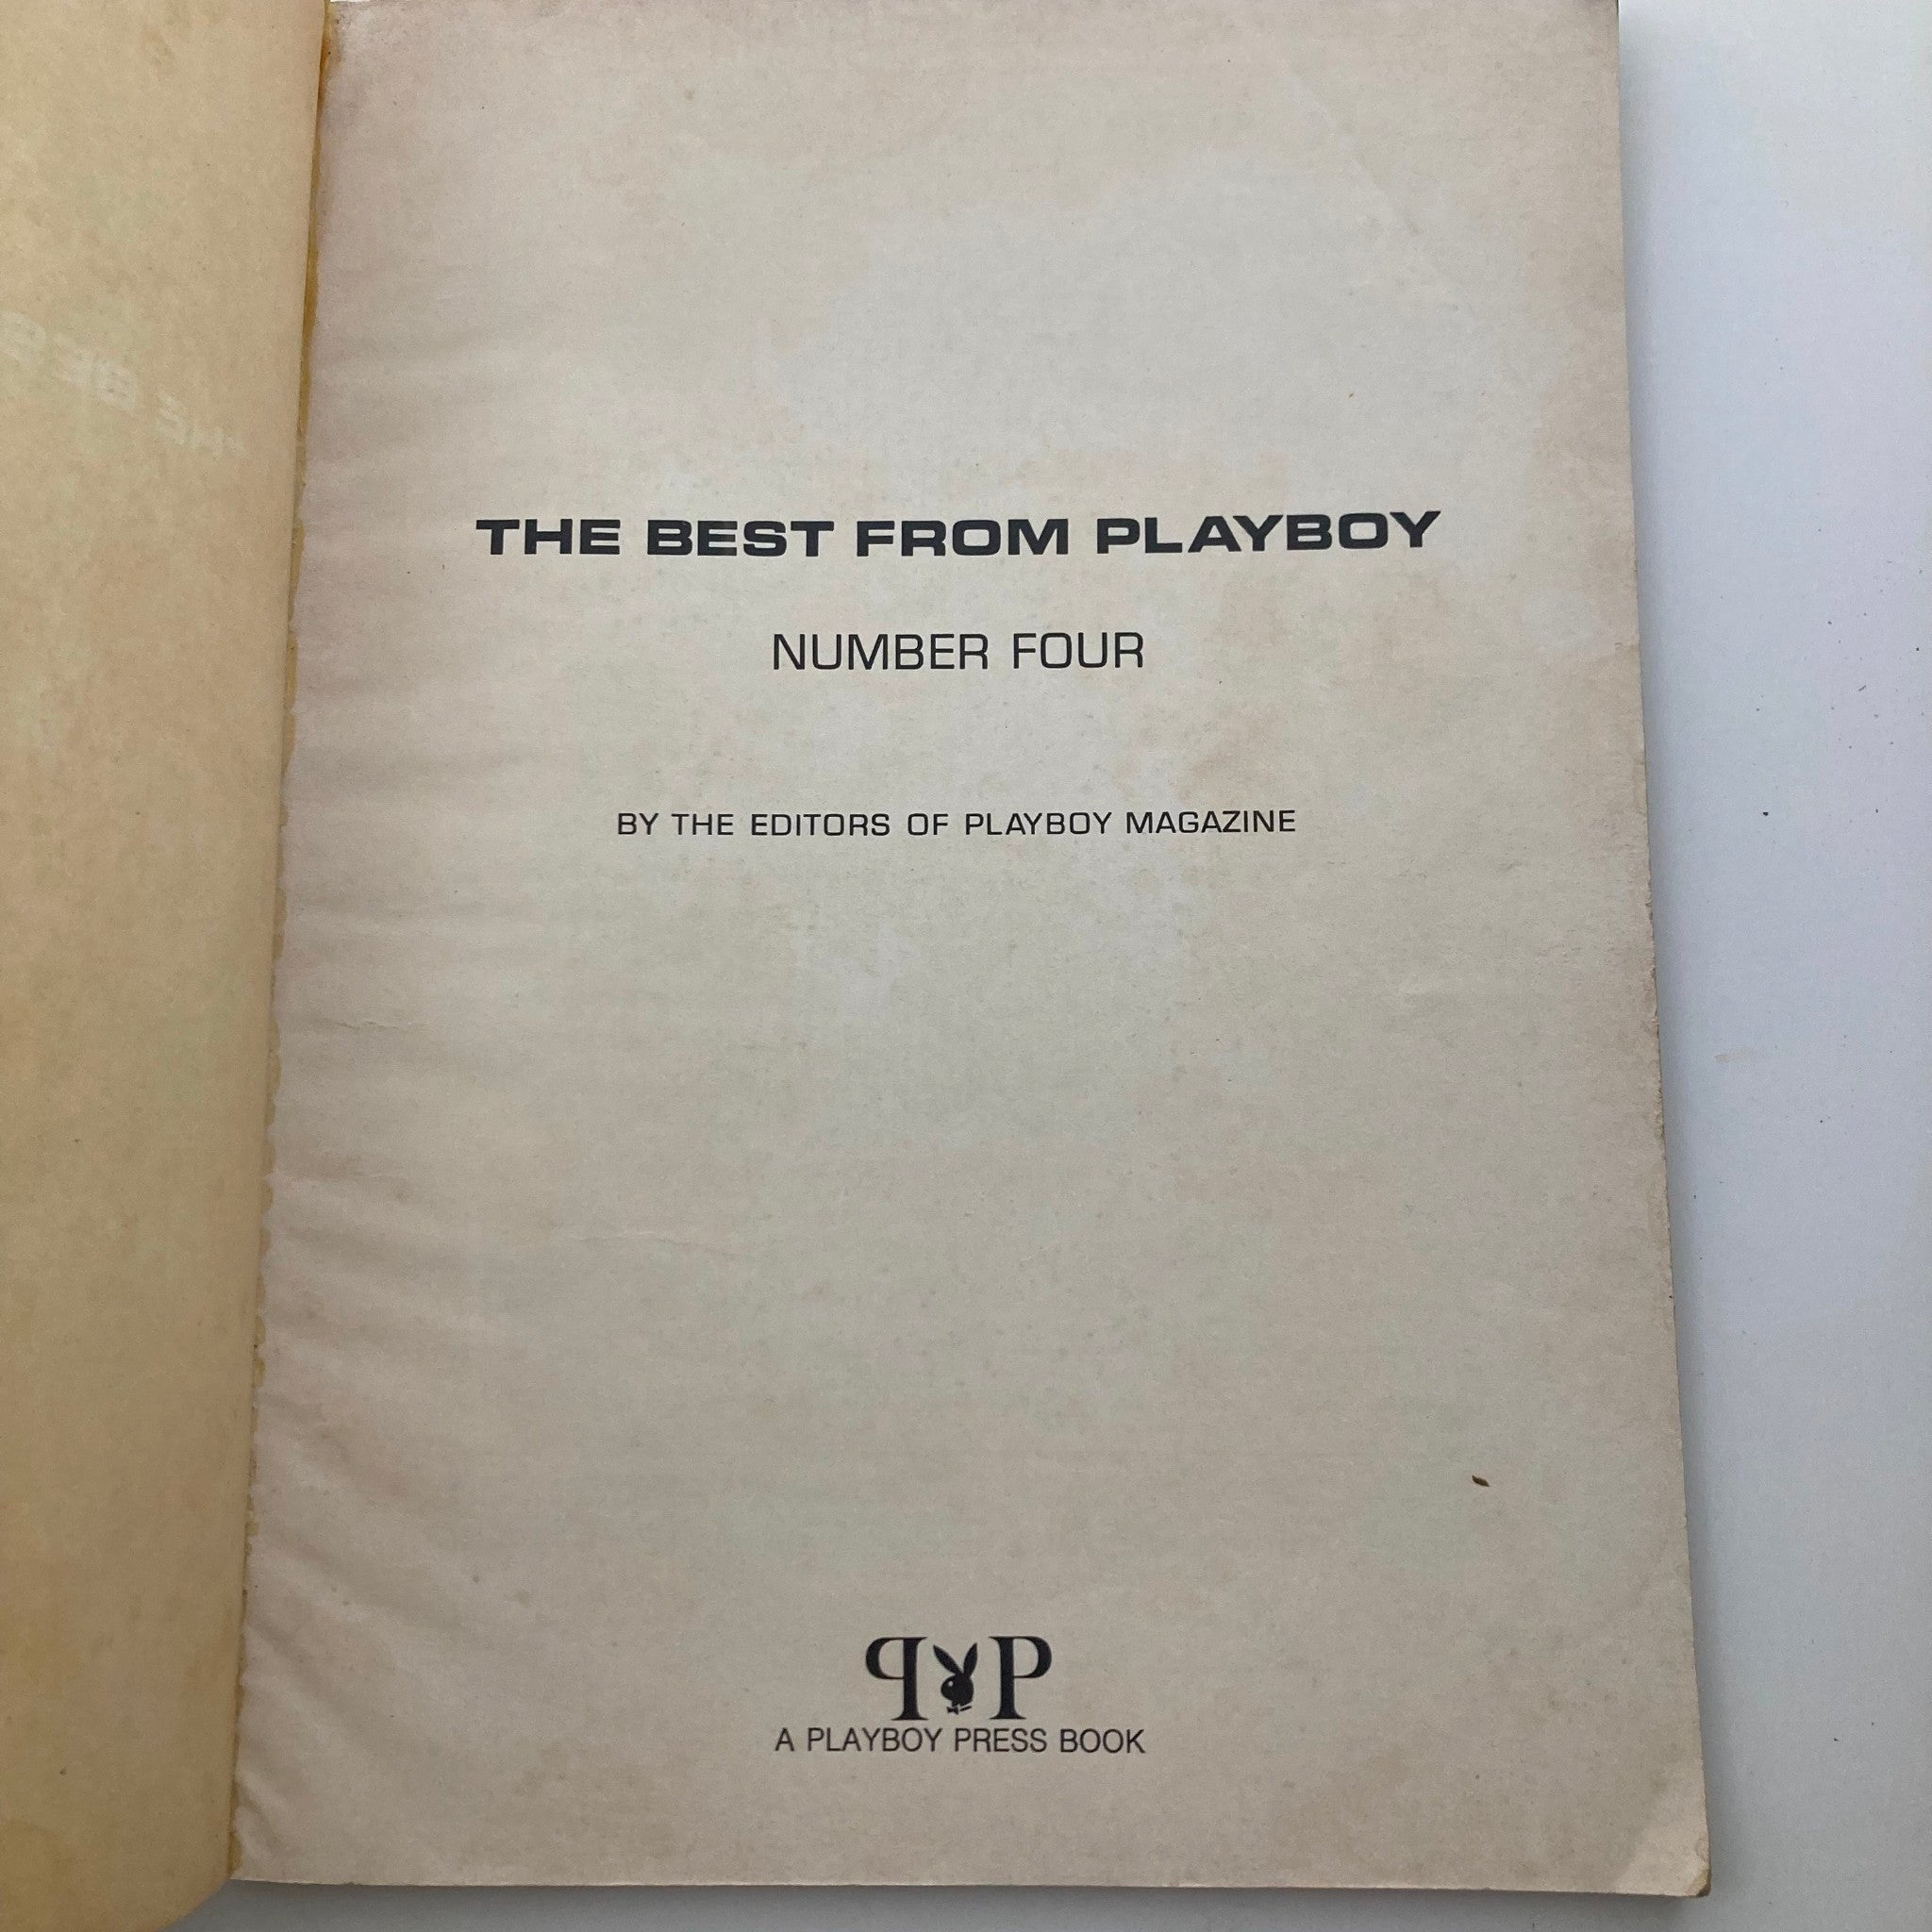 THE BEST FROM PLAYBOY
NUMBER FOUR
BY THE EDITORS OF PLAYBOY MAGAZINE
PP
A PLAYBOY PRESS BOOK